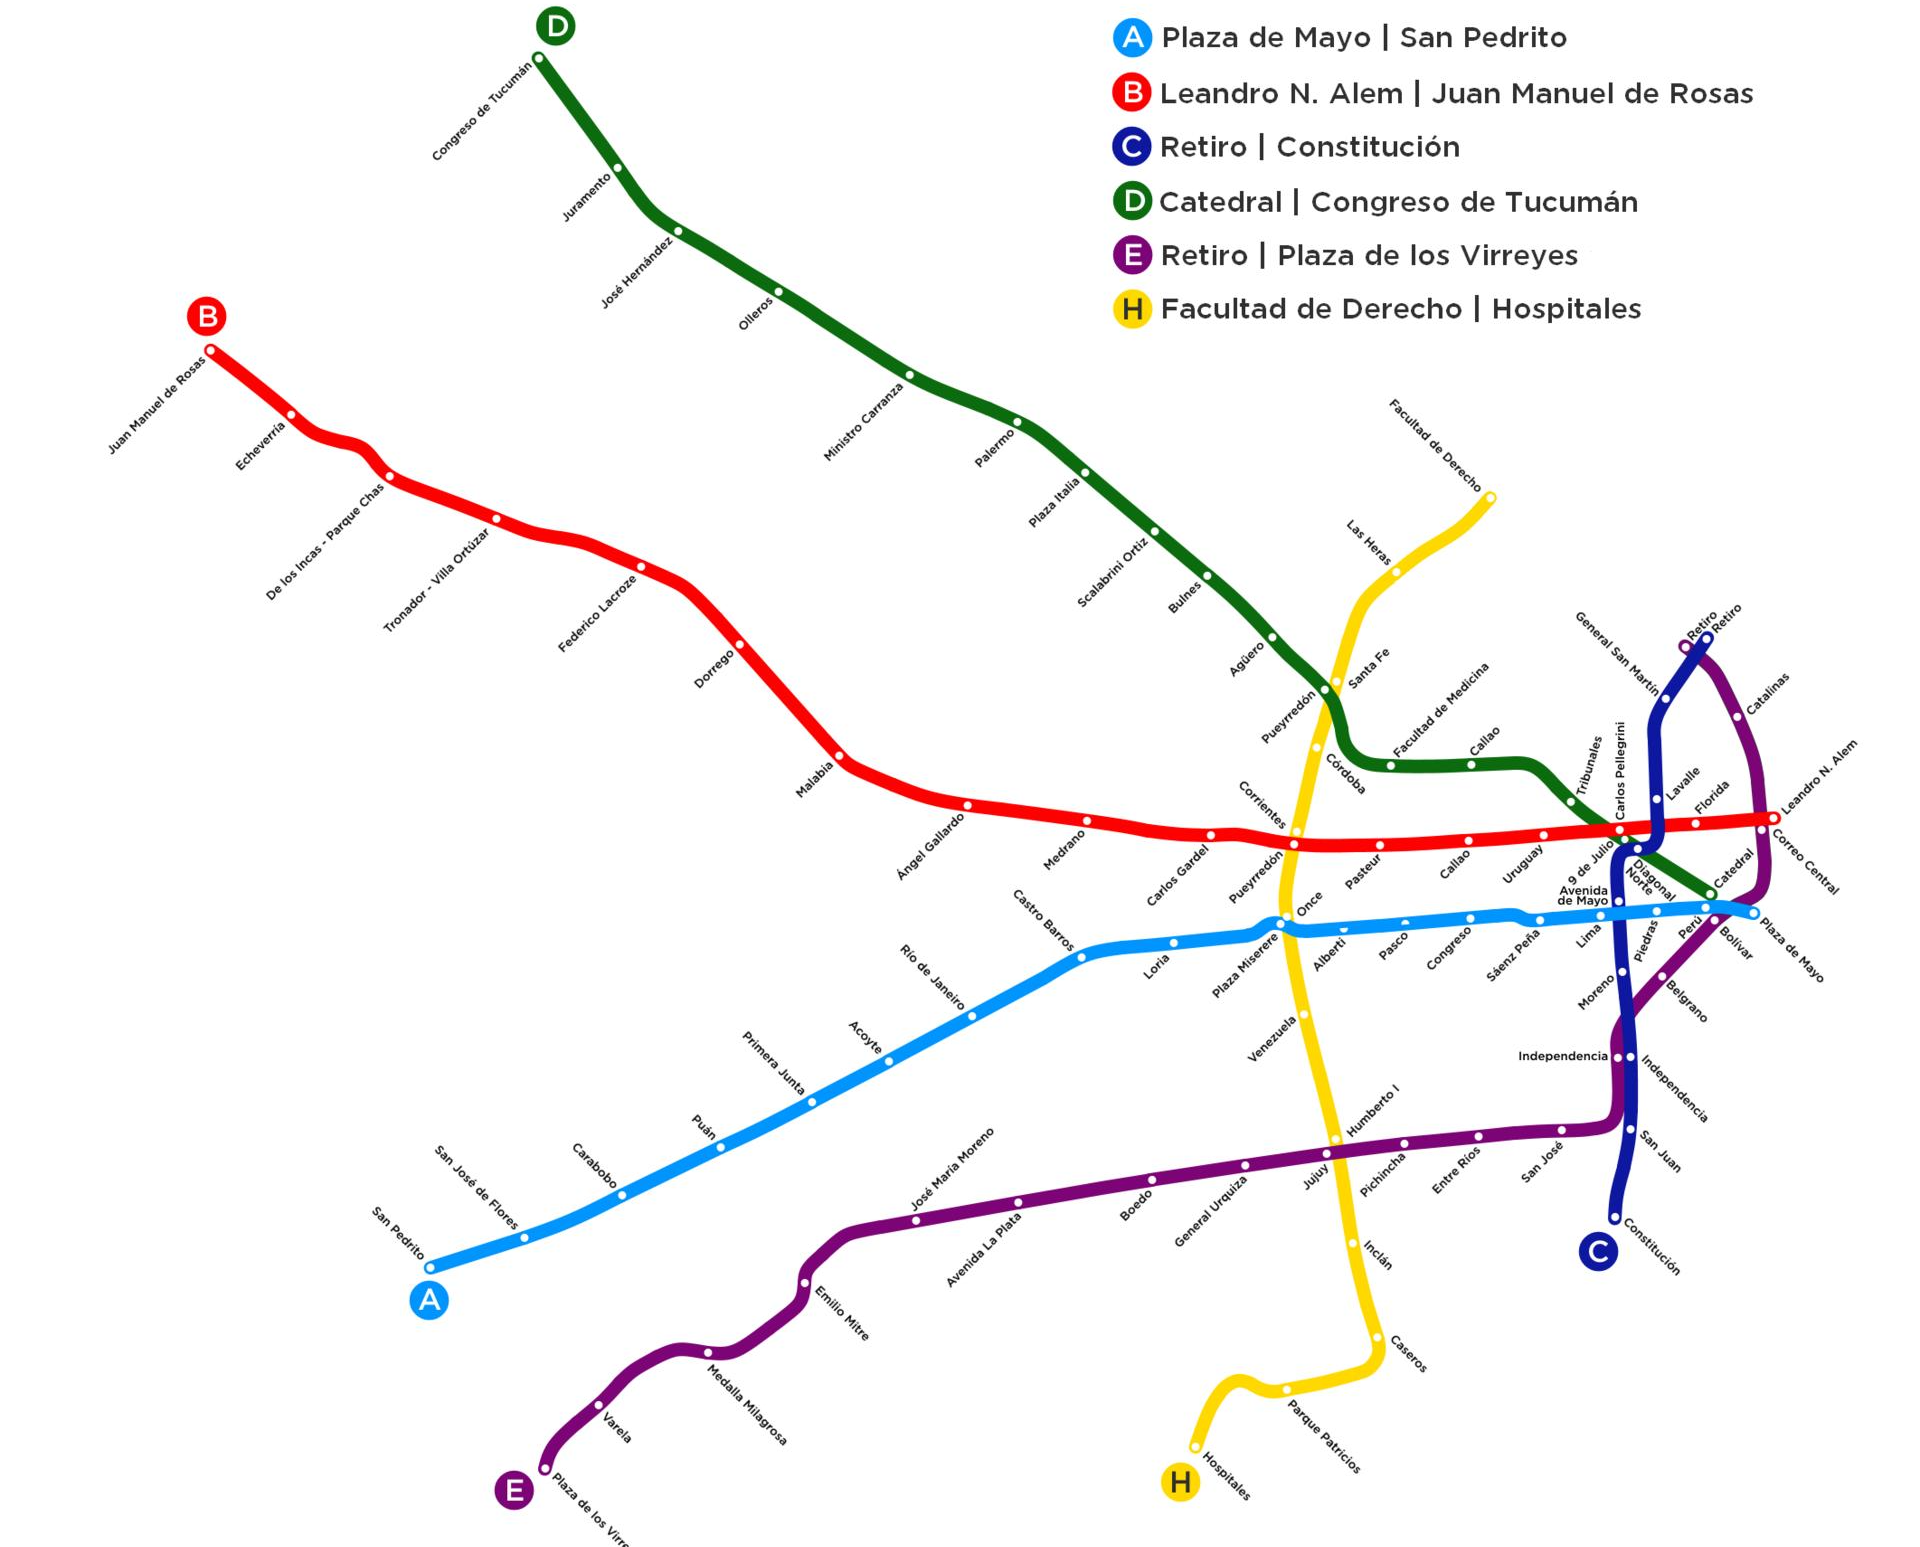 D
A Plaza de Mayo | San Pedrito
B Leandro N. Alem | Juan Manuel de Rosas
C Retiro | Constitución
D Catedral | Congreso de Tucumán
E Retiro | Plaza de los Virreyes
H Facultad de Derecho | Hospitales
Congreso de Tucumán
Juramento
José Hernández
Olleros
Ministro Carranza
Palermo
Plaza Italia
Scalabrini Ortiz
Bulnes
Agüero
Pueyrredón
Facultad de Medicina
Callao
Tribunales
9 de Julio
Catedral
B
Juan Manuel de Rosas
Echeverría
De los Incas - Parque Chas
Tronador - Villa Ortúzar
Federico Lacroze
Dorrego
Malabia
Ángel Gallardo
Medrano
Carlos Gardel
Pueyrredón
Pasteur
Callao
Uruguay
Carlos Pellegrini
Florida
Leandro N. Alem
Facultad de Derecho
Las Heras
Santa Fe
Córdoba
Corrientes
Once
Venezuela
Humberto I
Inclán
Caseros
Parque Patricios
Hospitales
H
Retiro
General San Martín
Lavalle
Diagonal
Norte
Avenida
de Mayo
Moreno
Independencia
San Juan
Constitución
C
Retiro
Catalinas
Correo Central
Bolívar
Belgrano
Independencia
San José
Entre Ríos
Pichincha
Jujuy
General Urquiza
Boedo
Avenida La Plata
José María Moreno
Emilio Mitre
Medalla Milagrosa
Varela
Plaza de los Virre
E
Plaza de Mayo
Perú
Piedras
Lima
Sáenz Peña
Congreso
Pasco
Alberti
Plaza Miserere
Loria
Castro Barros
Río de Janeiro
Acoyte
Primera Junta
Puán
Carabobo
San José de Flores
San Pedrito
A